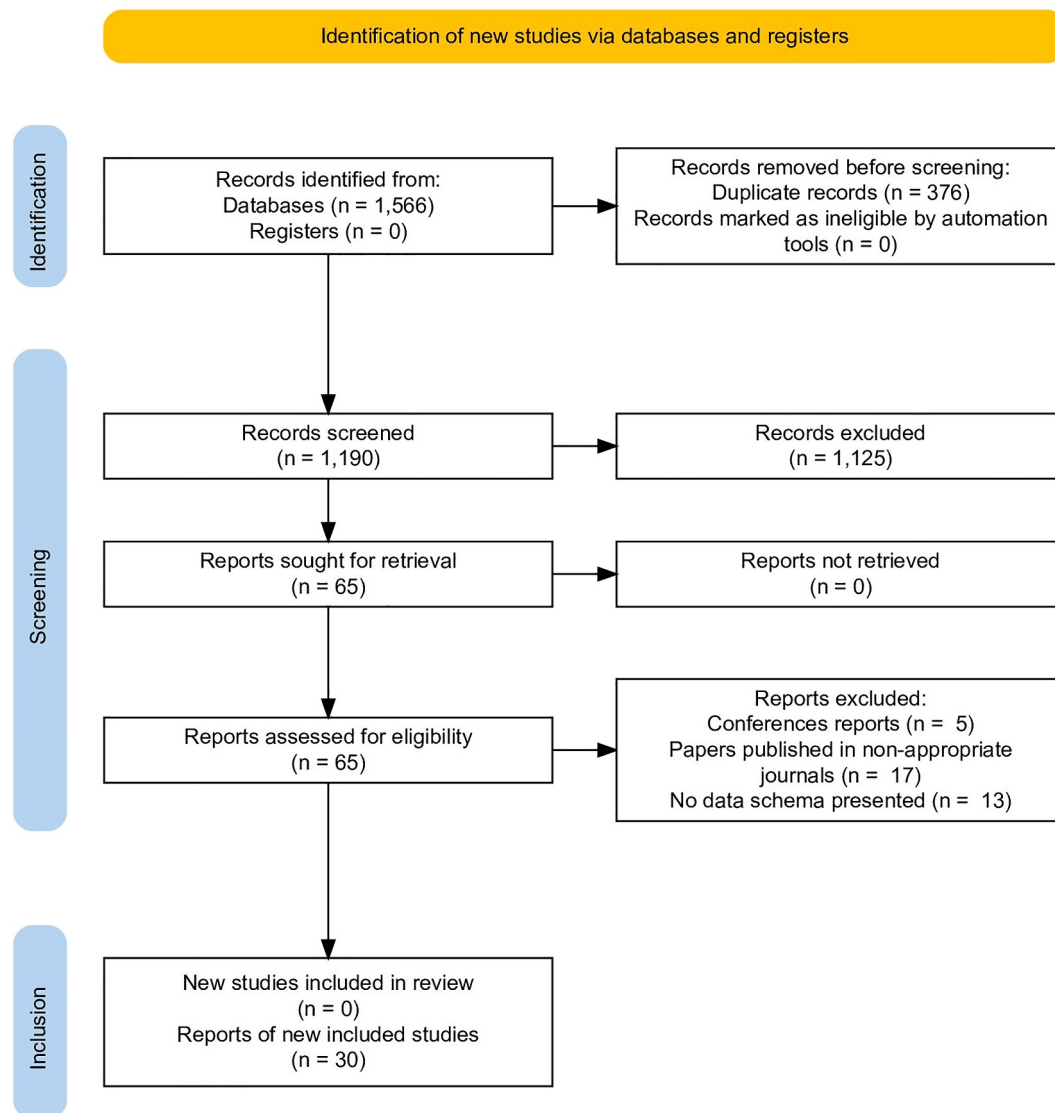 Identification of new studies via databases and registers
Identification
Records identified from:
Databases (n = 1,566)
Registers (n = 0)
Records removed before screening:
Duplicate records (n = 376)
Records marked as ineligible by automation
tools (n = 0)
Screening
Records screened
(n = 1,190)
Records excluded
(n = 1,125)
Reports sought for retrieval
(n = 65)
Reports not retrieved
(n = 0)
Reports assessed for eligibility
(n = 65)
Reports excluded:
Conferences reports (n =  5)
Papers published in non-appropriate
journals (n =  17)
No data schema presented (n =  13)
Inclusion
New studies included in review
(n = 0)
Reports of new included studies
(n = 30)